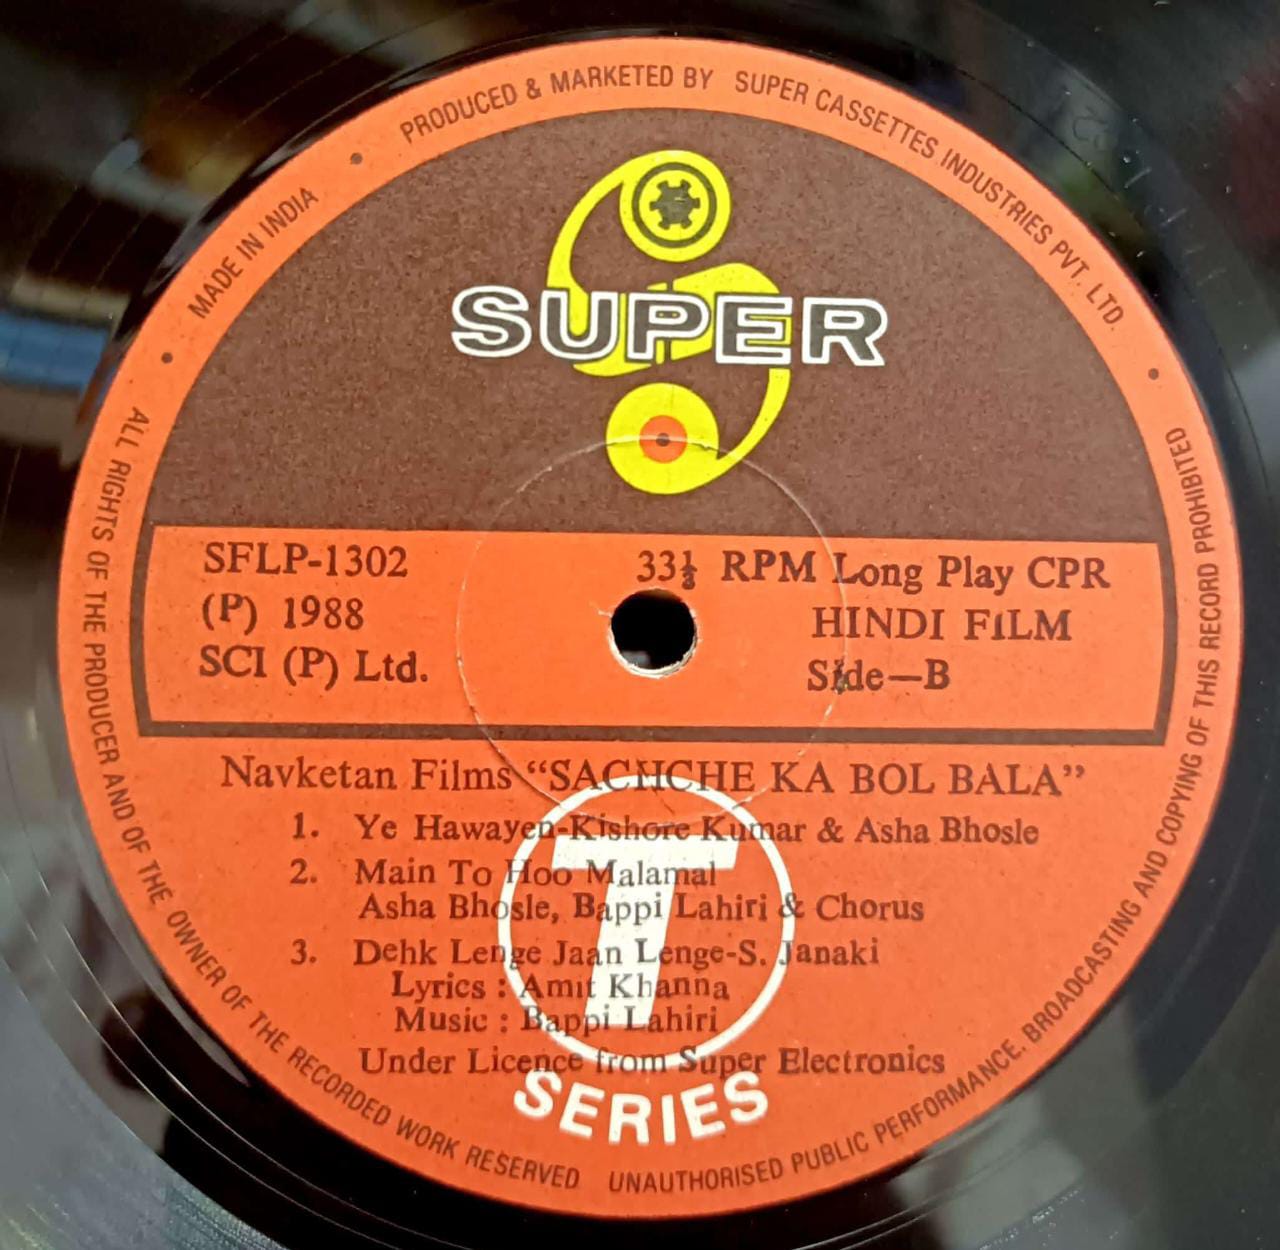 MADE IN INDIA • PRODUCED & MARKETED BY SUPER CASSETTES INDUSTRIES PVT. LTD. •
SUPER
SFLP-1302
(P) 1988
SCI (P) Ltd.
33⅓ RPM Long Play CPR
HINDI FILM
Side—B
Navketan Films “SACNCHE KA BOL BALA”
1. Ye Hawayen-Kishore Kumar & Asha Bhosle
2. Main To Hoo Malamal
Asha Bhosle, Bappi Lahiri & Chorus
3. Dehk Lenge Jaan Lenge-S. Janaki
Lyrics : Amit Khanna
Music : Bappi Lahiri
Under Licence from Super Electronics
T
SERIES
• ALL RIGHTS OF THE PRODUCER AND OF THE OWNER OF THE RECORDED WORK RESERVED UNAUTHORISED PUBLIC PERFORMANCE. BROADCASTING AND COPYING OF THIS RECORD PROHIBITED